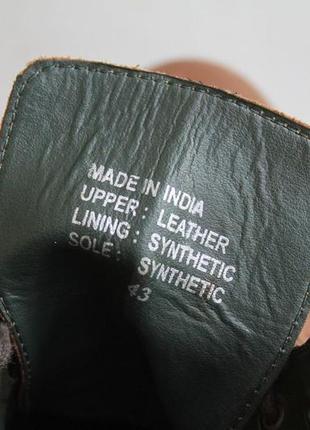 MADE IN INDIA
UPPER : LEATHER
LINING : SYNTHETIC
SOLE : SYNTHETIC
43